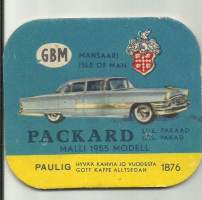 GBM
MANSAARI
ISLE OF MAN
PACKARD
MALLI 1955 MODELL
PAULIG
HYVÄÄ KAHVIA JO VUODESTA
GOTT KAFFE ALLTSEDAN
1876